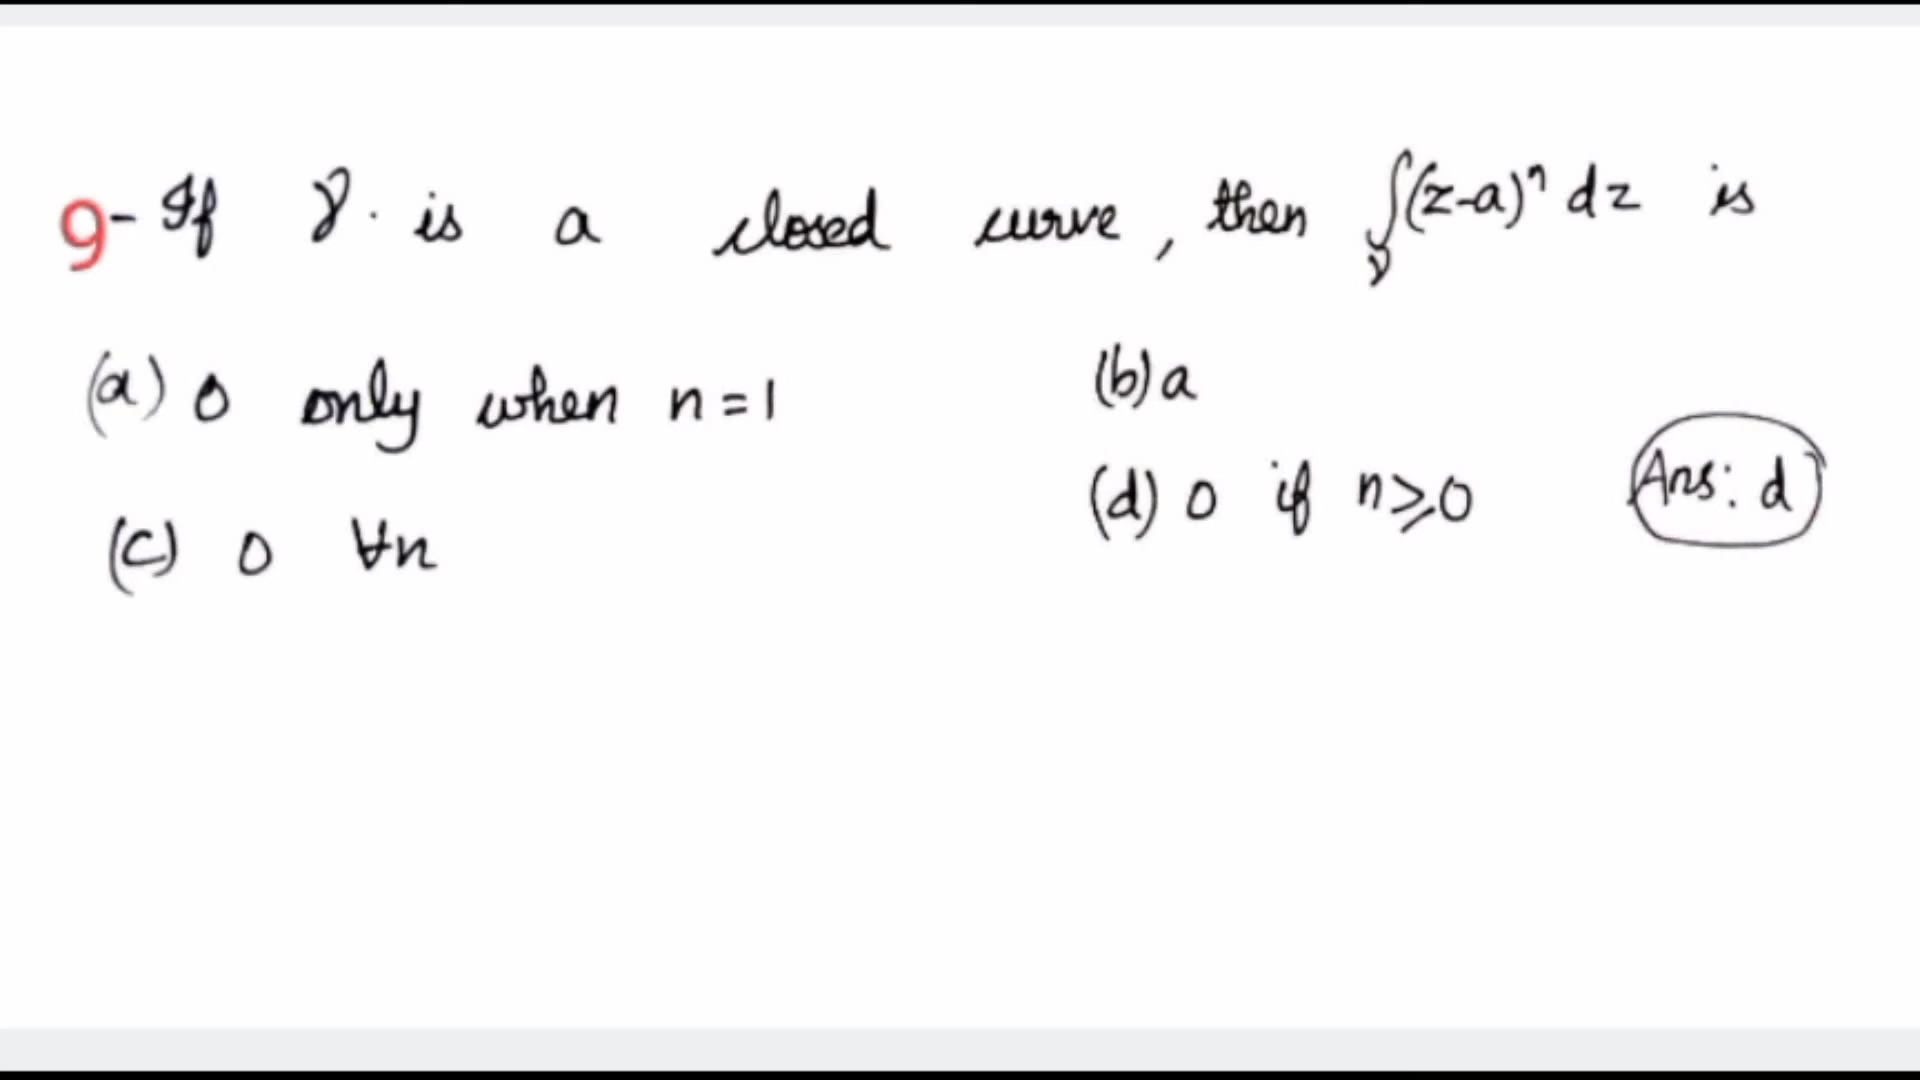 9- If γ is a closed curve, then ∫γ(z-a)ⁿ dz is
(a) 0 only when n=1
(b) a
(c) 0 ∀n
(d) 0 if n≥0
Ans: d